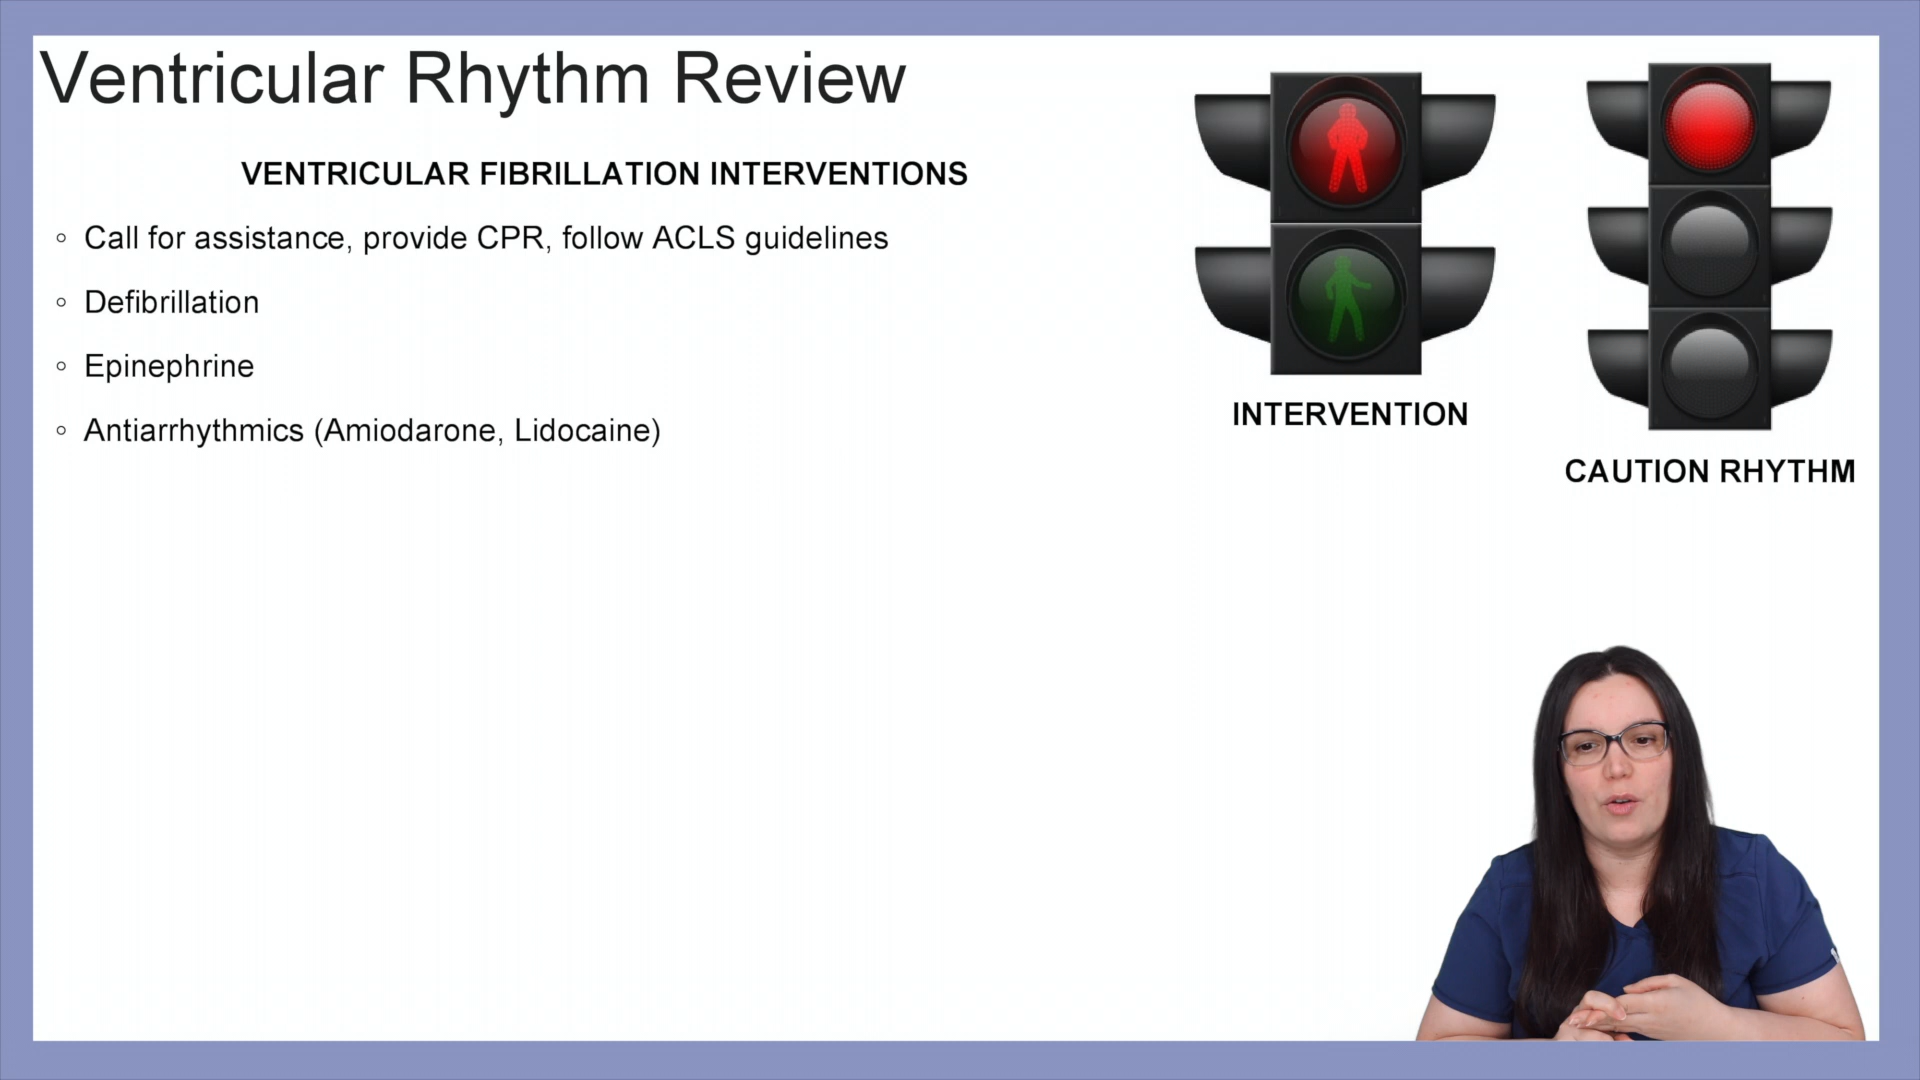 Ventricular Rhythm Review
VENTRICULAR FIBRILLATION INTERVENTIONS
◦ Call for assistance, provide CPR, follow ACLS guidelines
◦ Defibrillation
◦ Epinephrine
◦ Antiarrhythmics (Amiodarone, Lidocaine)
INTERVENTION
CAUTION RHYTHM